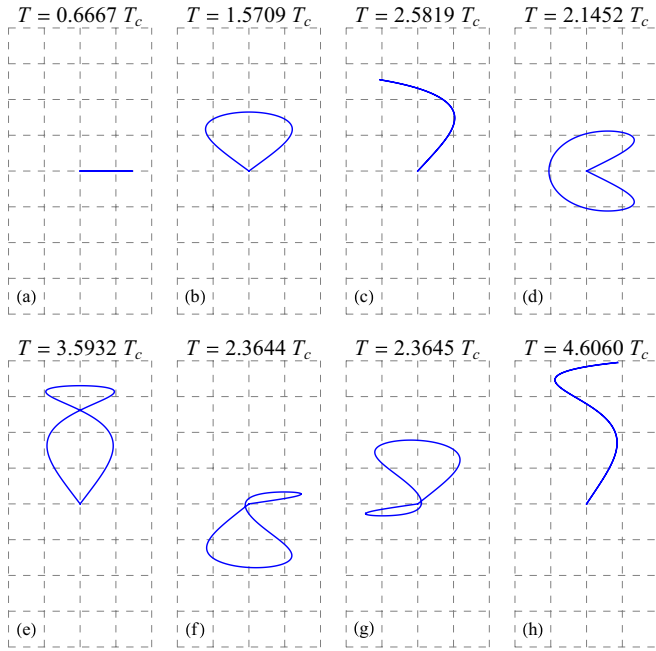 T = 0.6667 T_c
T = 1.5709 T_c
T = 2.5819 T_c
T = 2.1452 T_c
(a)
(b)
(c)
(d)
T = 3.5932 T_c
T = 2.3644 T_c
T = 2.3645 T_c
T = 4.6060 T_c
(e)
(f)
(g)
(h)